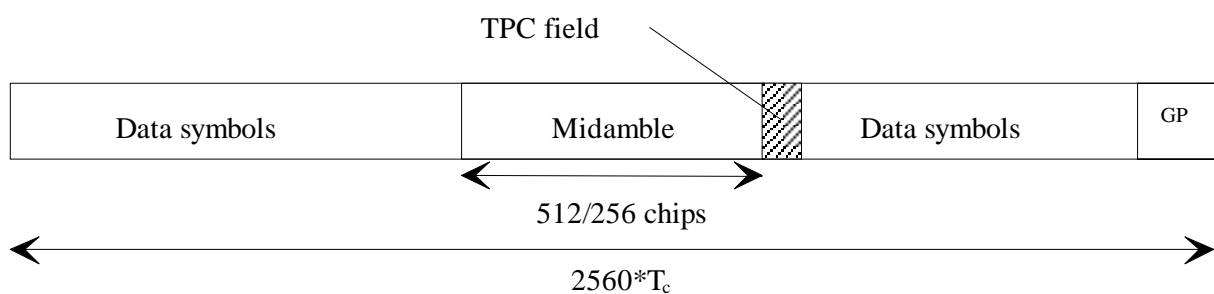 TPC field
Data symbols
Midamble
Data symbols
GP
512/256 chips
2560*Tc